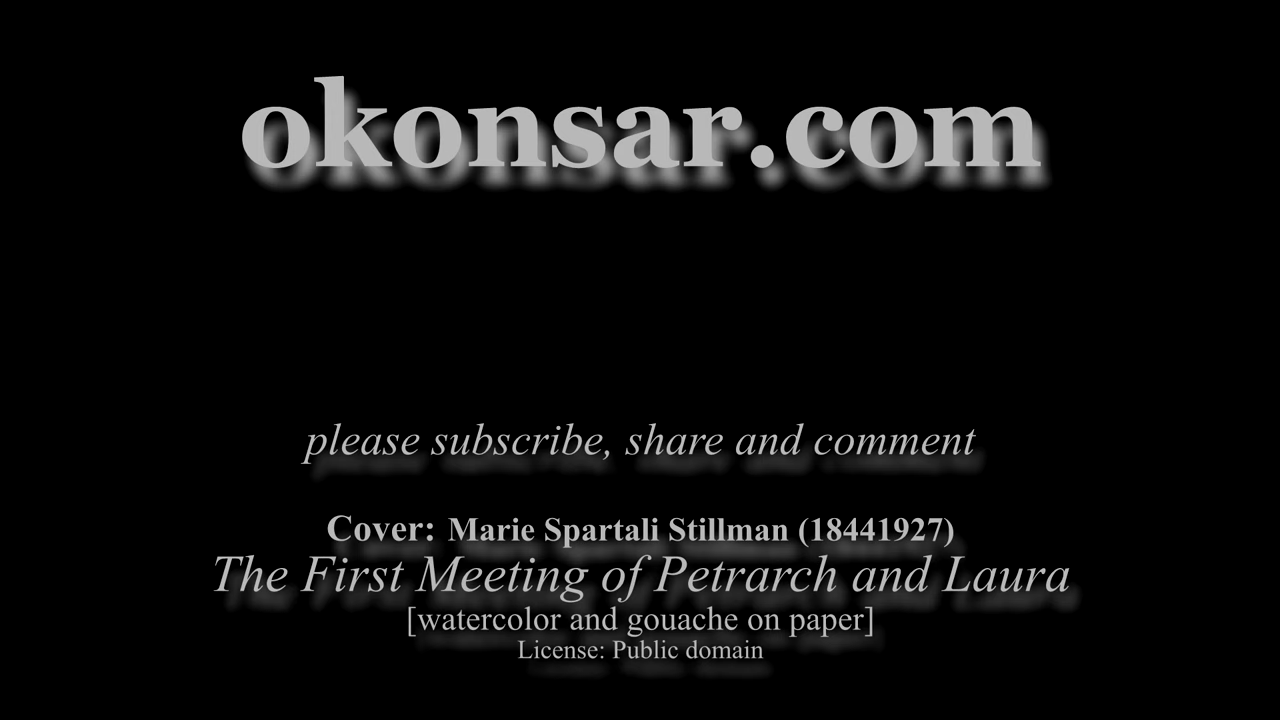 okonsar.com
please subscribe, share and comment
Cover: Marie Spartali Stillman (18441927)
The First Meeting of Petrarch and Laura
[watercolor and gouache on paper]
License: Public domain